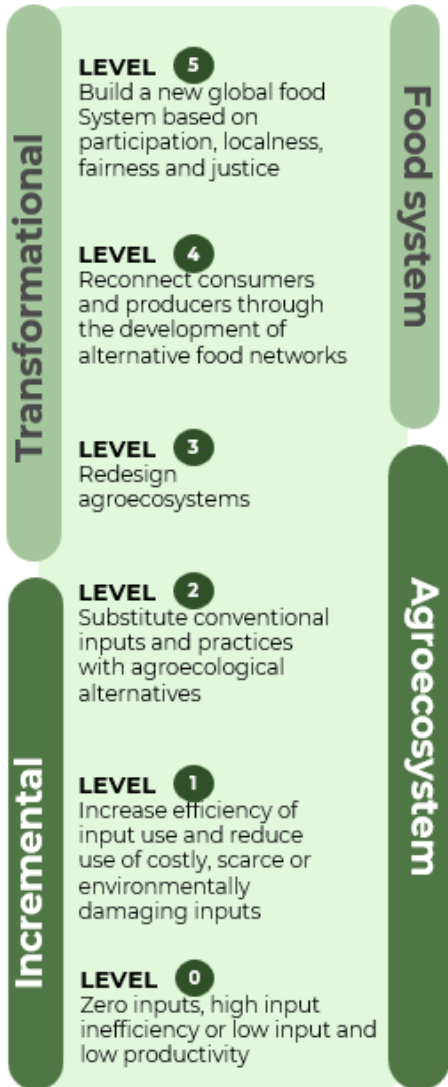 Transformational
Food system
LEVEL 5
Build a new global food
System based on
participation, localness,
fairness and justice
LEVEL 4
Reconnect consumers
and producers through
the development of
alternative food networks
LEVEL 3
Redesign
agroecosystems
Incremental
Agroecosystem
LEVEL 2
Substitute conventional
inputs and practices
with agroecological
alternatives
LEVEL 1
Increase efficiency of
input use and reduce
use of costly, scarce or
environmentally
damaging inputs
LEVEL 0
Zero inputs, high input
inefficiency or low input and
low productivity